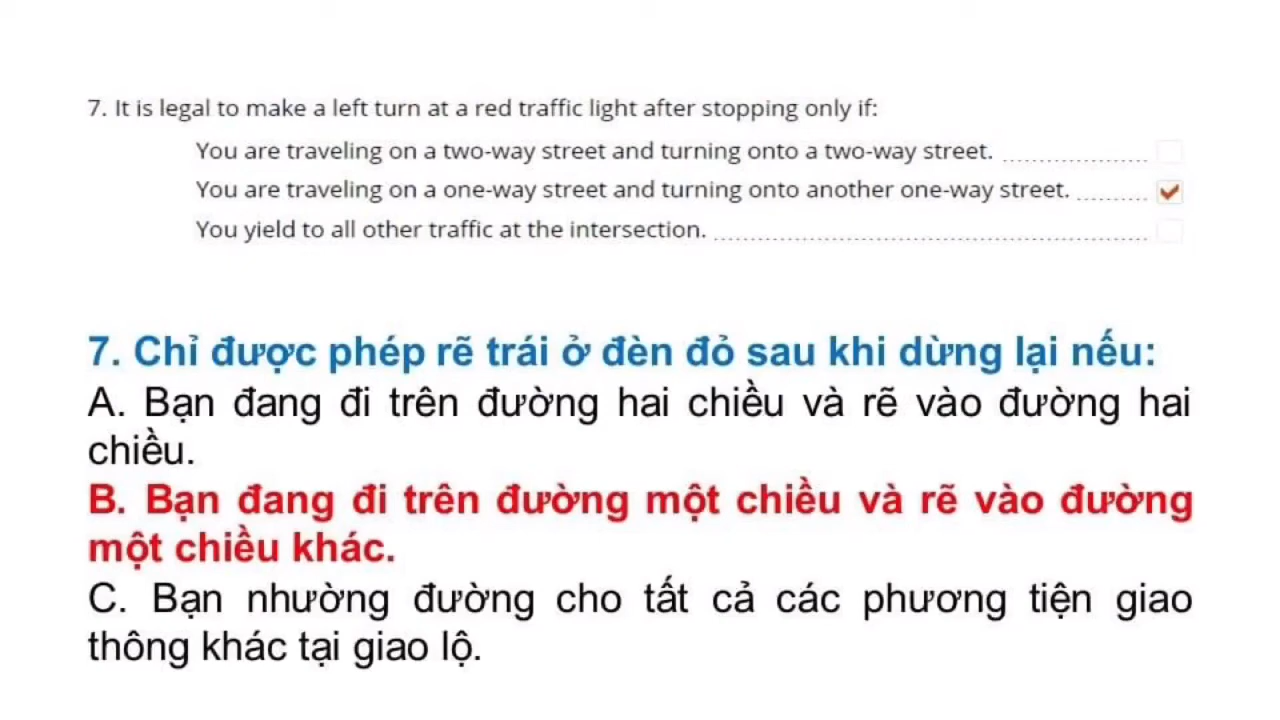 7. It is legal to make a left turn at a red traffic light after stopping only if:
You are traveling on a two-way street and turning onto a two-way street.
You are traveling on a one-way street and turning onto another one-way street.
You yield to all other traffic at the intersection.
7. Chỉ được phép rẽ trái ở đèn đỏ sau khi dừng lại nếu:
A. Bạn đang đi trên đường hai chiều và rẽ vào đường hai
chiều.
B. Bạn đang đi trên đường một chiều và rẽ vào đường
một chiều khác.
C. Bạn nhường đường cho tất cả các phương tiện giao
thông khác tại giao lộ.